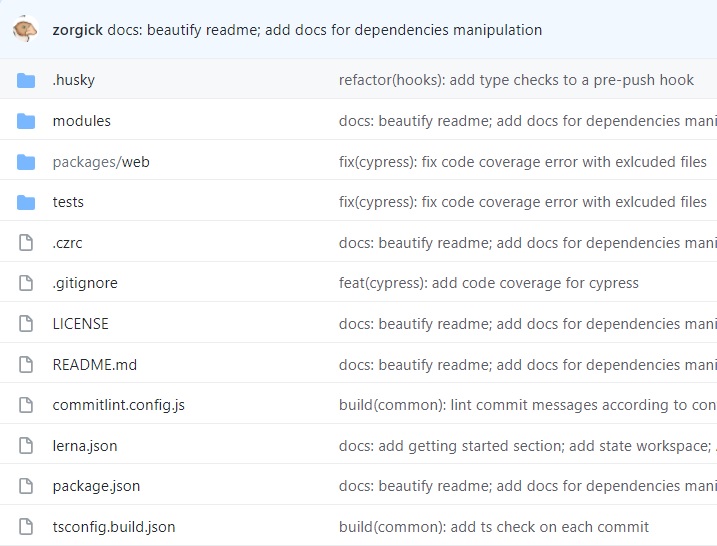 zorgick docs: beautify readme; add docs for dependencies manipulation
.husky refactor(hooks): add type checks to a pre-push hook
modules docs: beautify readme; add docs for dependencies mani
packages/web fix(cypress): fix code coverage error with exlcuded files
tests fix(cypress): fix code coverage error with exlcuded files
.czrc docs: beautify readme; add docs for dependencies mani
.gitignore feat(cypress): add code coverage for cypress
LICENSE docs: beautify readme; add docs for dependencies mani
README.md docs: beautify readme; add docs for dependencies mani
commitlint.config.js build(common): lint commit messages according to con
lerna.json docs: add getting started section; add state workspace; .
package.json docs: beautify readme; add docs for dependencies mani
tsconfig.build.json build(common): add ts check on each commit